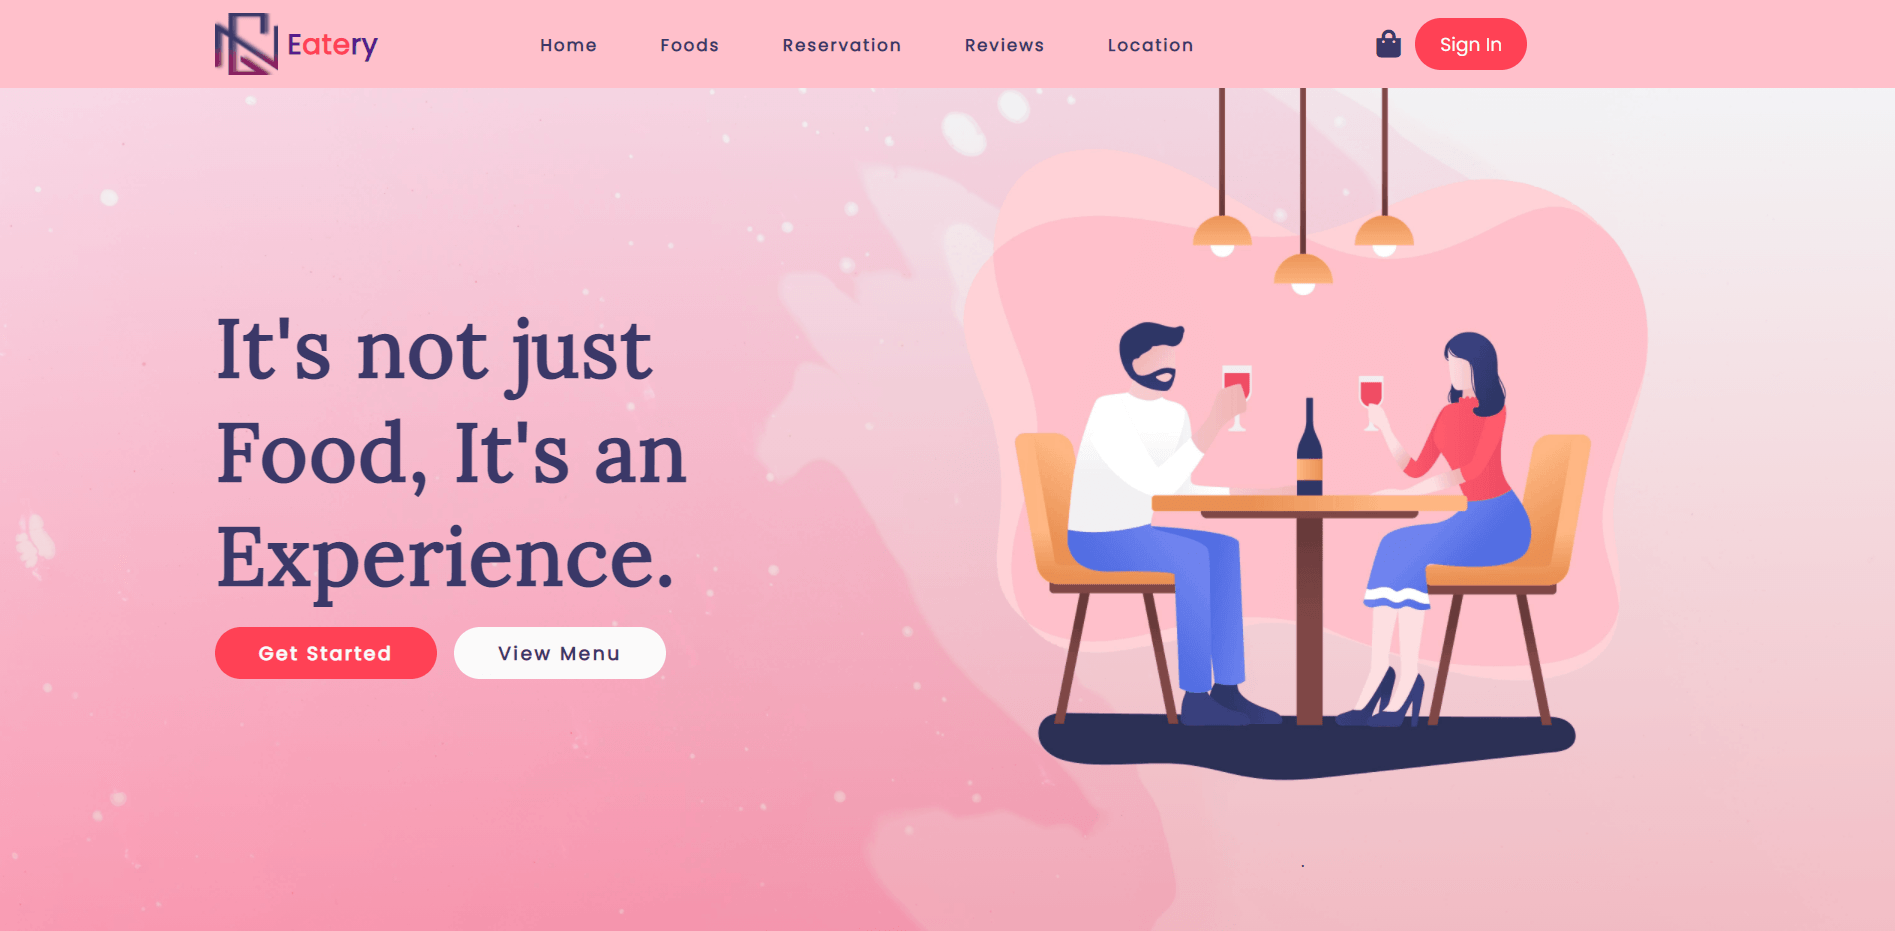 Eatery
Home Foods Reservation Reviews Location
Sign In
It's not just
Food, It's an
Experience.
Get Started
View Menu